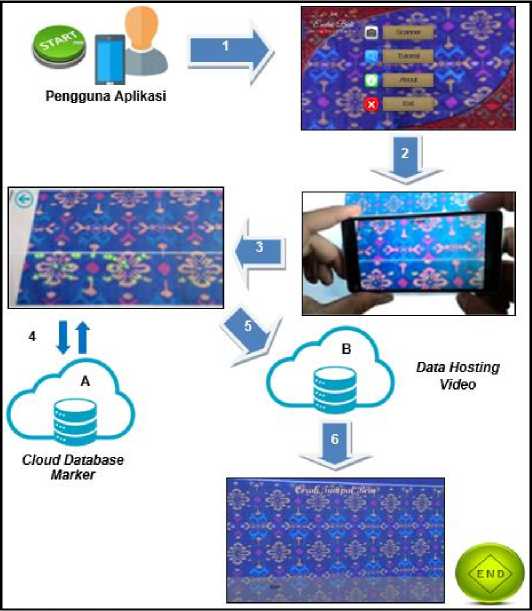 START
Pengguna Aplikasi
1
Scanner
Tutorial
About
Exit
2
3
4
5
A
B
Cloud Database
Marker
Data Hosting
Video
6
END